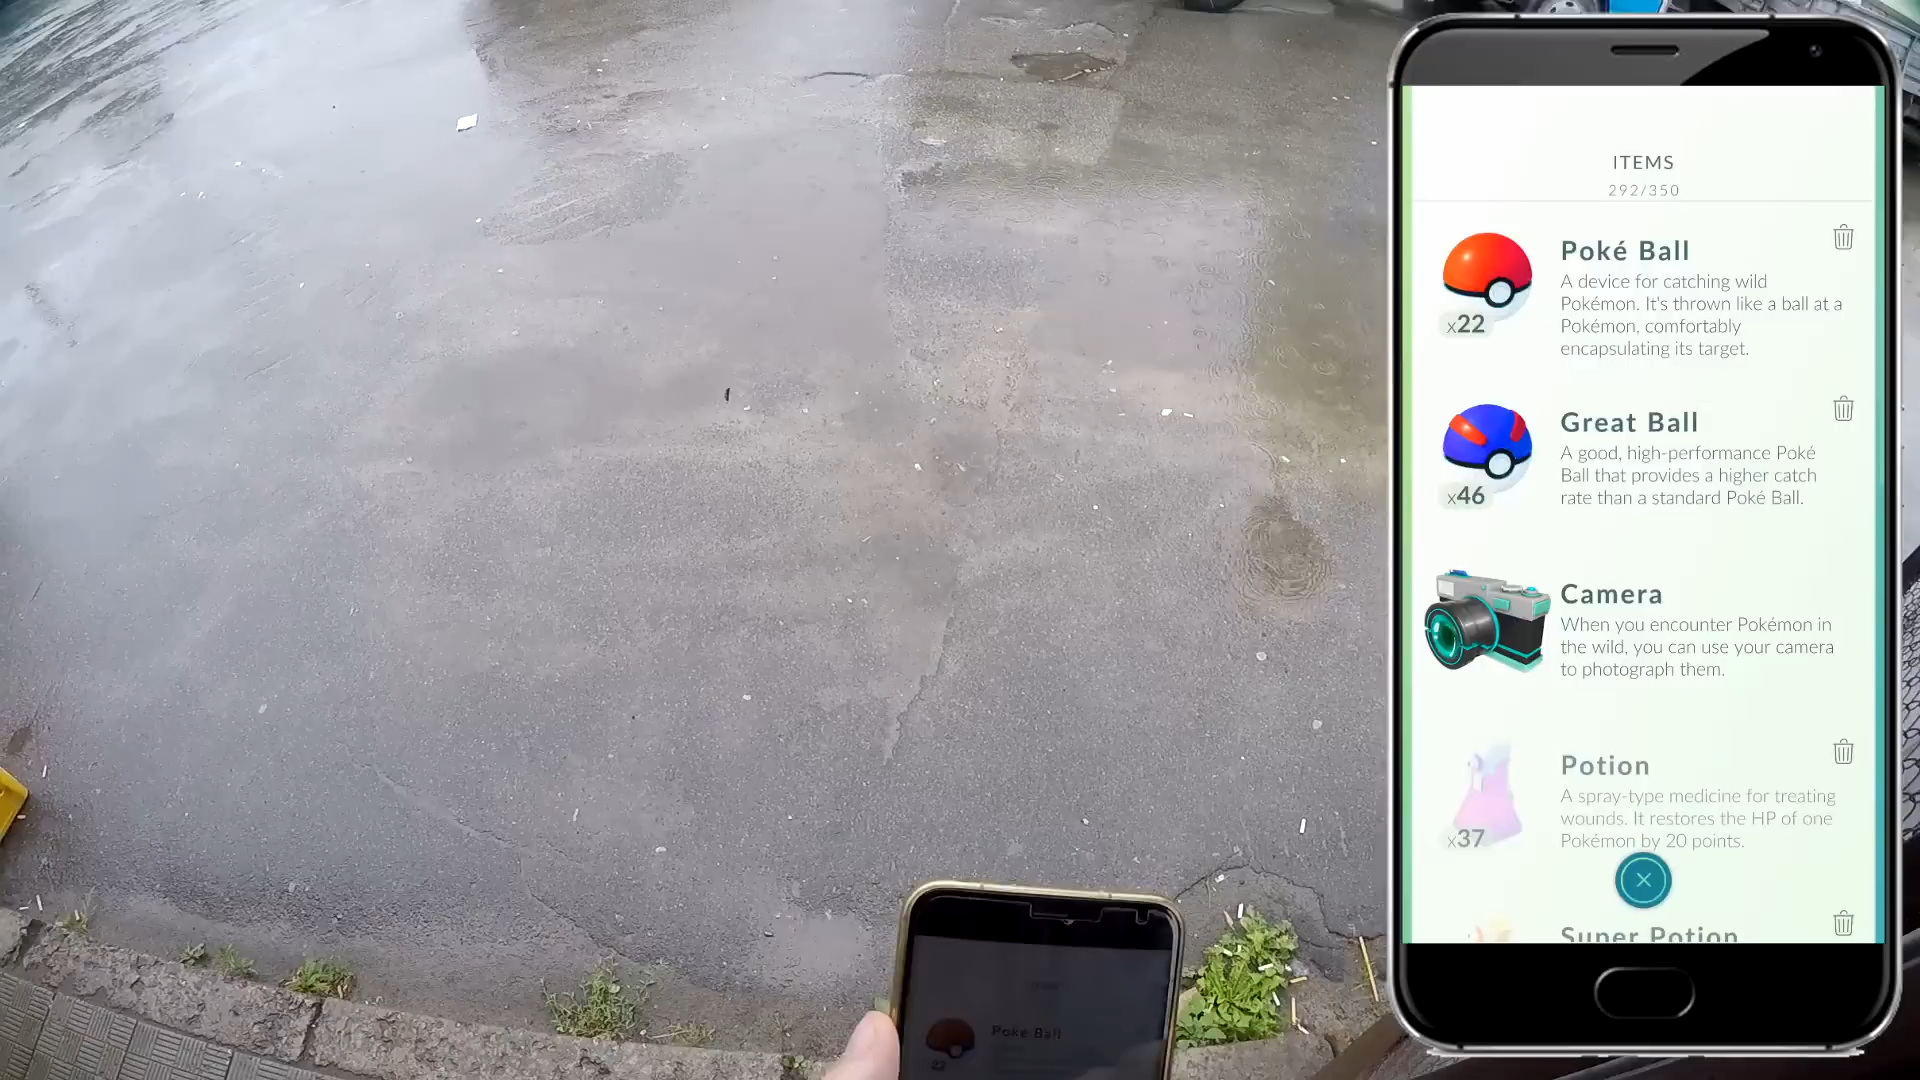 ITEMS
292/350
Poké Ball
A device for catching wild
Pokémon. It's thrown like a ball at a
Pokémon, comfortably
encapsulating its target.
x22
Great Ball
A good, high-performance Poké
Ball that provides a higher catch
rate than a standard Poké Ball.
x46
Camera
When you encounter Pokémon in
the wild, you can use your camera
to photograph them.
Potion
A spray-type medicine for treating
wounds. It restores the HP of one
Pokémon by 20 points.
x37
Super Potion
Poké Ball
22